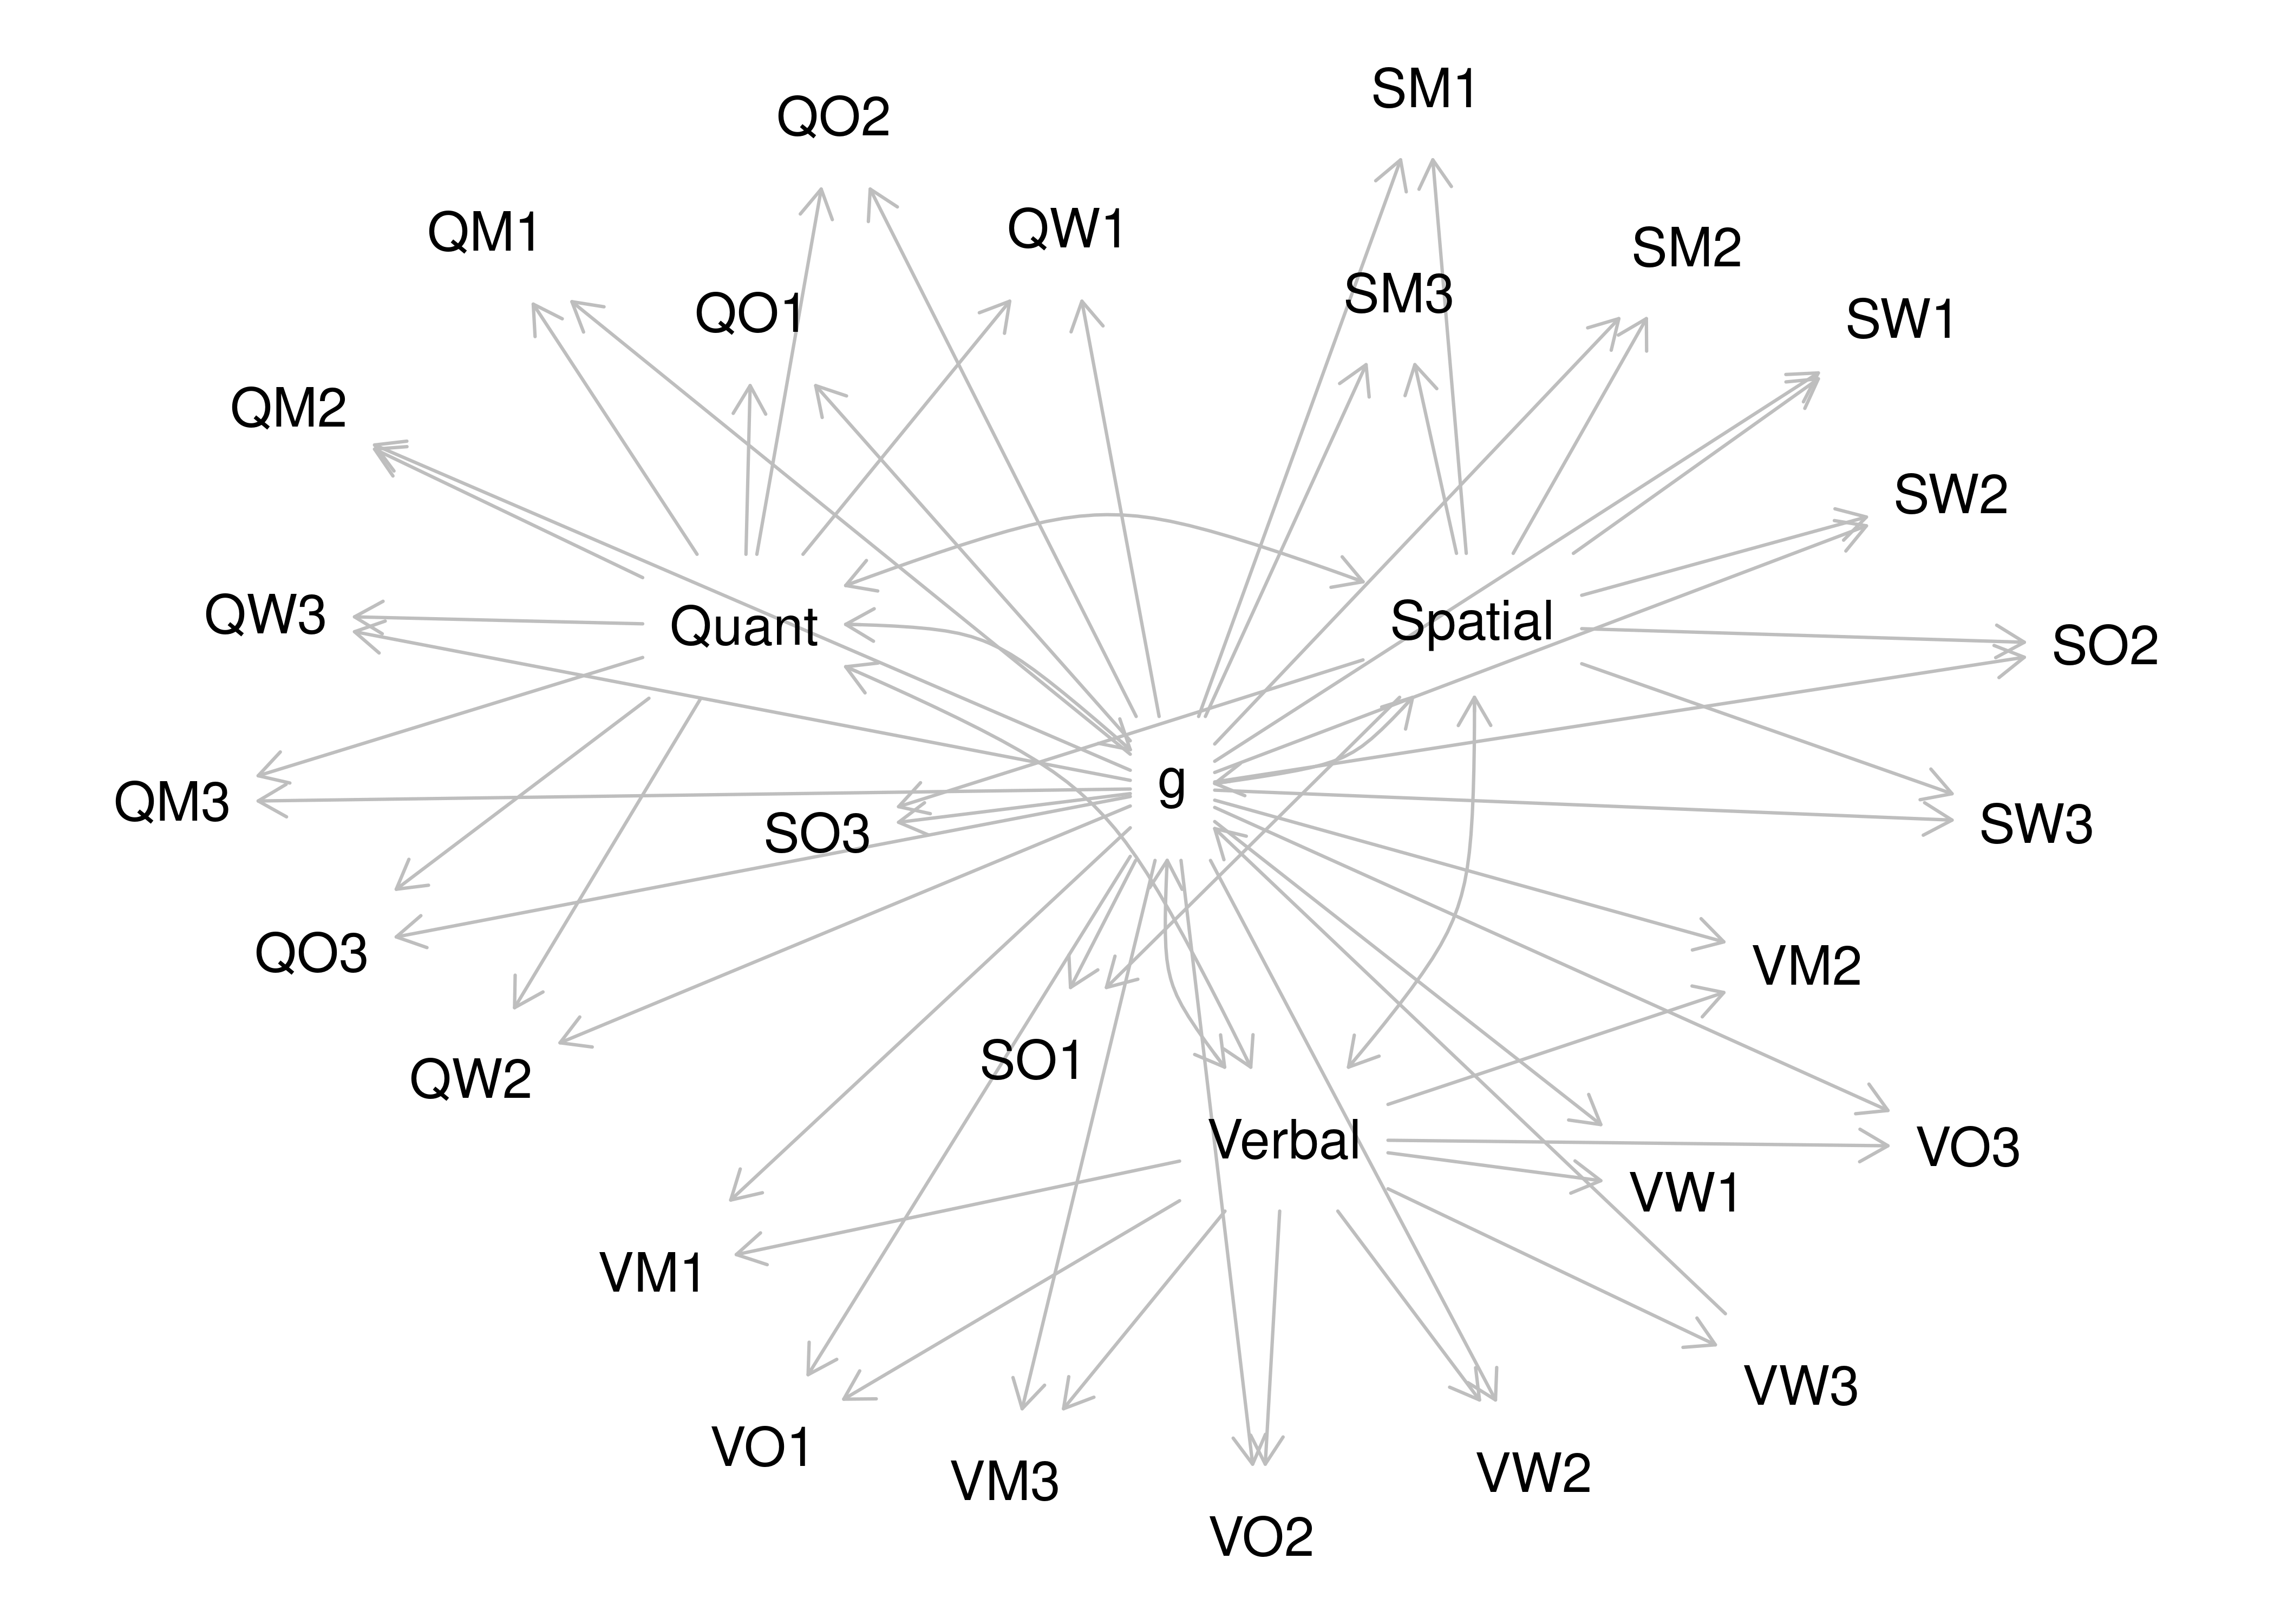 SM1
QO2
QW1
QM1
SM2
SM3
QO1
SW1
QM2
SW2
QW3
Quant
Spatial
SO2
g
QM3
SO3
SW3
QO3
VM2
SO1
QW2
Verbal
VO3
VW1
VM1
VW3
VO1
VM3
VW2
VO2